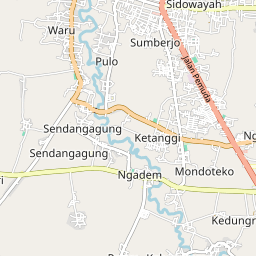 Sidowayah
Waru
Sumberjo
Pulo
Jalan Pemuda
Sendangagung
Ketanggi
Sendangagung
Ngadem
Mondoteko
Kedungr